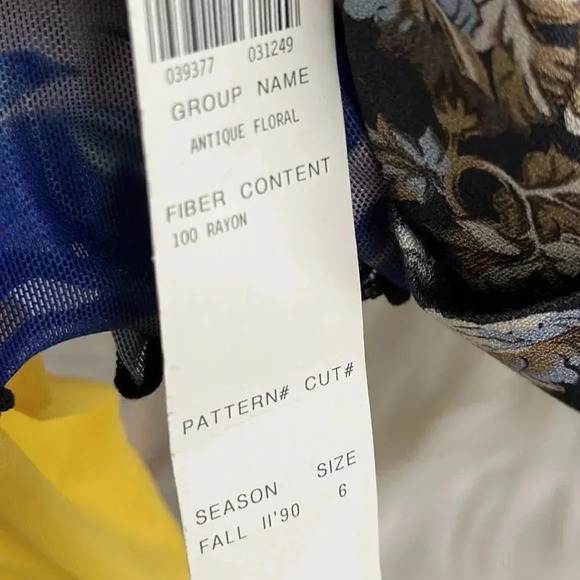 039377 031249
GROUP NAME
ANTIQUE FLORAL
FIBER CONTENT
100 RAYON
PATTERN# CUT#
SEASON SIZE
FALL II'90 6